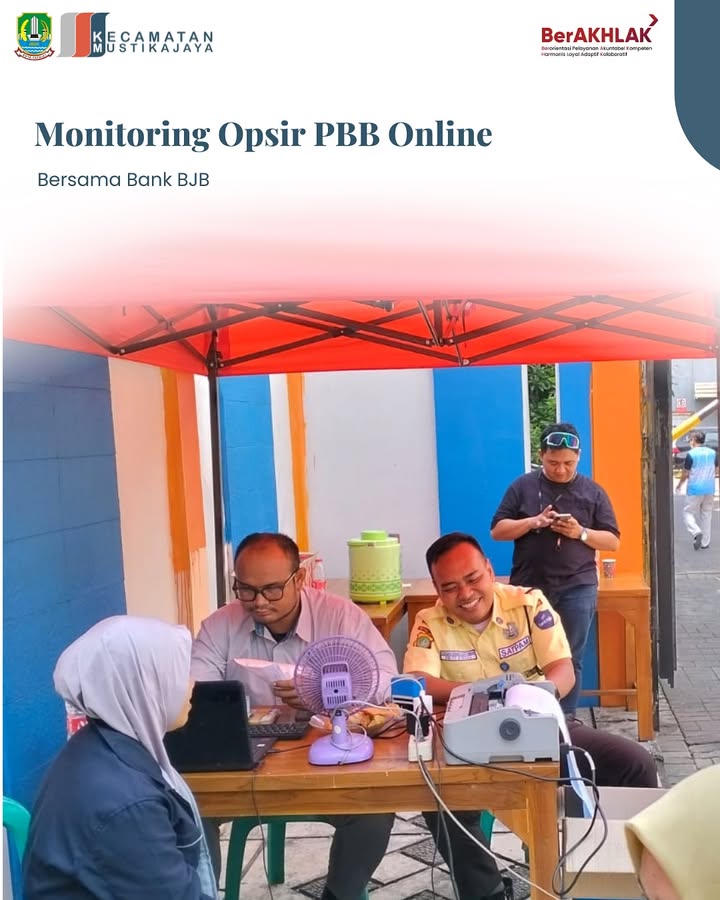 KECAMATAN
MUSTIKAJAYA
BerAKHLAK
Berorientasi Pelayanan Akuntabel Kompeten
Harmonis Loyal Adaptif Kolaboratif
Monitoring Opsir PBB Online
Bersama Bank BJB
SATPAM